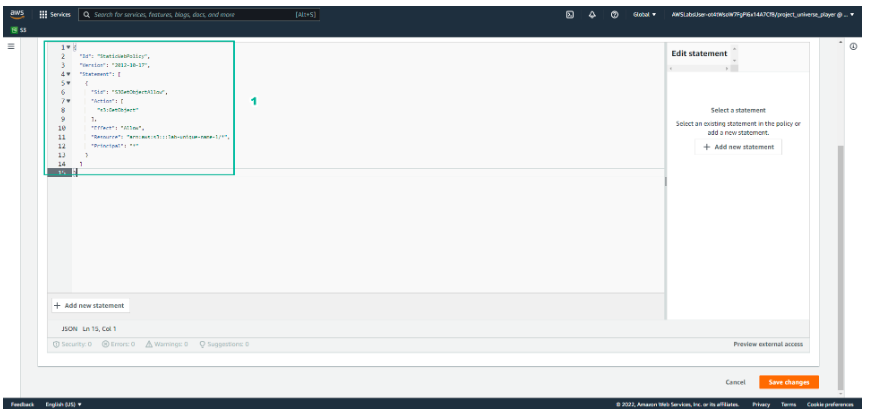 aws
Services
Search for services, features, blogs, docs, and more
[Alt+S]
Global
AWSLabsUser-
/project_universe_player @ ...
S3
1 {
2 "Id": "StaticWebPolicy",
3 "Version": "2012-10-17",
4 "Statement": [
5 {
6 "Sid": "S3GetObjectAllow",
7 "Action": [
8 "s3:GetObject"
9 ],
10 "Effect": "Allow",
11 "Resource": "arn:aws:s3:::lab-unique-name-1/*",
12 "Principal": "*"
13 }
14 ]
15 }
1
Edit statement
Select a statement
Select an existing statement in the policy or
add a new statement.
+ Add new statement
+ Add new statement
JSON Ln 15, Col 1
Security: 0 Errors: 0 Warnings: 0 Suggestions: 0
Preview external access
Cancel
Save changes
Feedback English (US)
© 2022, Amazon Web Services, Inc. or its affiliates. Privacy Terms Cookie preferences